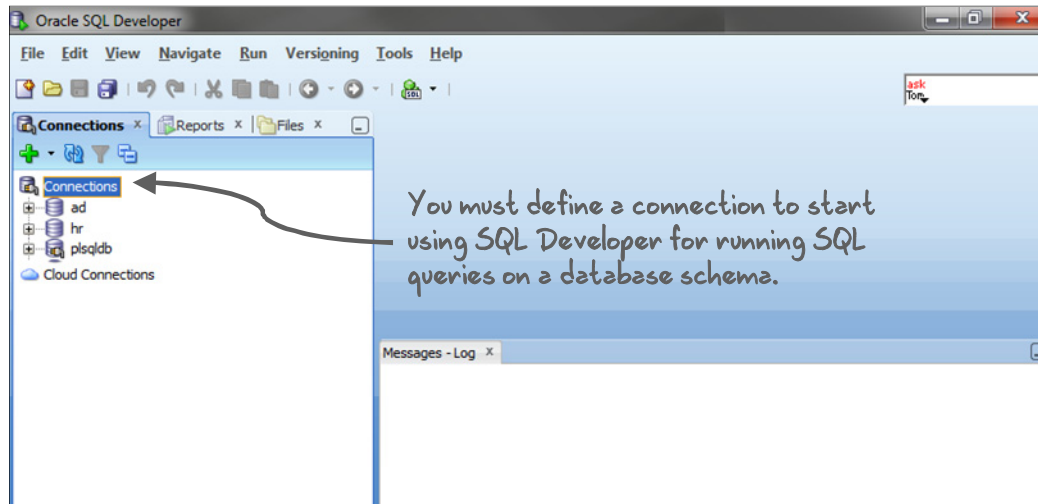 Oracle SQL Developer
File Edit View Navigate Run Versioning Tools Help
SQL
ask
Tom
Connections x Reports x Files x
Connections
ad
hr
plsqldb
Cloud Connections
You must define a connection to start
using SQL Developer for running SQL
queries on a database schema.
Messages - Log x